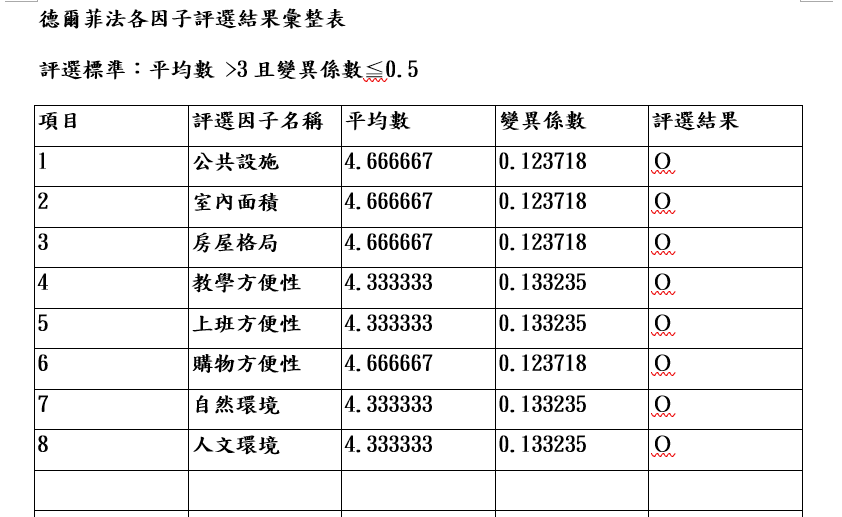 德爾菲法各因子評選結果彙整表
評選標準：平均數 >3 且變異係數≦0.5
項目 評選因子名稱 平均數 變異係數 評選結果
1 公共設施 4.666667 0.123718 O
2 室內面積 4.666667 0.123718 O
3 房屋格局 4.666667 0.123718 O
4 教學方便性 4.333333 0.133235 O
5 上班方便性 4.333333 0.133235 O
6 購物方便性 4.666667 0.123718 O
7 自然環境 4.333333 0.133235 O
8 人文環境 4.333333 0.133235 O